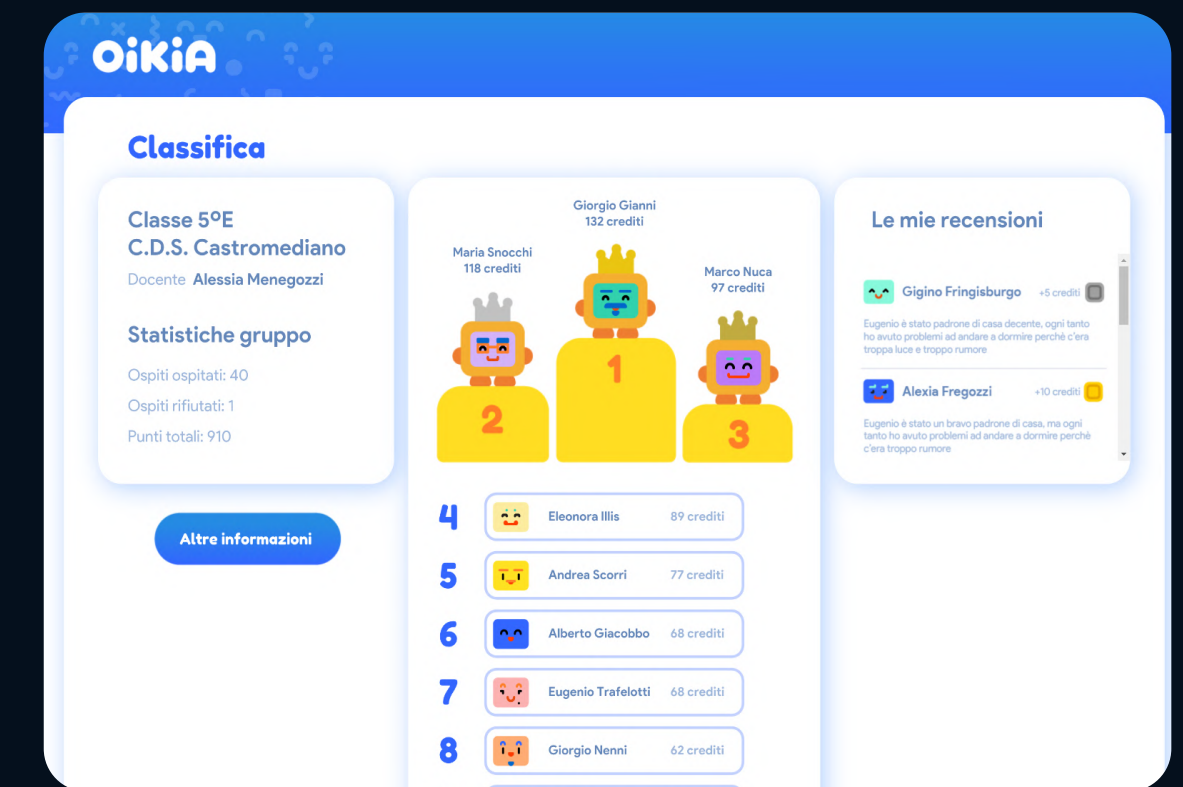 OiKiA
Classifica
Classe 5ºE
C.D.S. Castromediano
Docente Alessia Menegozzi
Statistiche gruppo
Ospiti ospitati: 40
Ospiti rifiutati: 1
Punti totali: 910
Altre informazioni
Giorgio Gianni
132 crediti
Maria Snocchi
118 crediti
Marco Nuca
97 crediti
1
2
3
4 Eleonora Illis 89 crediti
5 Andrea Scorri 77 crediti
6 Alberto Giacobbo 68 crediti
7 Eugenio Trafelotti 68 crediti
8 Giorgio Nenni 62 crediti
Le mie recensioni
Gigino Fringisburgo +5 crediti
Eugenio è stato padrone di casa decente, ogni tanto
ho avuto problemi ad andare a dormire perché c'era
troppa luce e troppo rumore
Alexia Fregozzi +10 crediti
Eugenio è stato un bravo padrone di casa, ma ogni
tanto ho avuto problemi ad andare a dormire perché
c'era troppo rumore